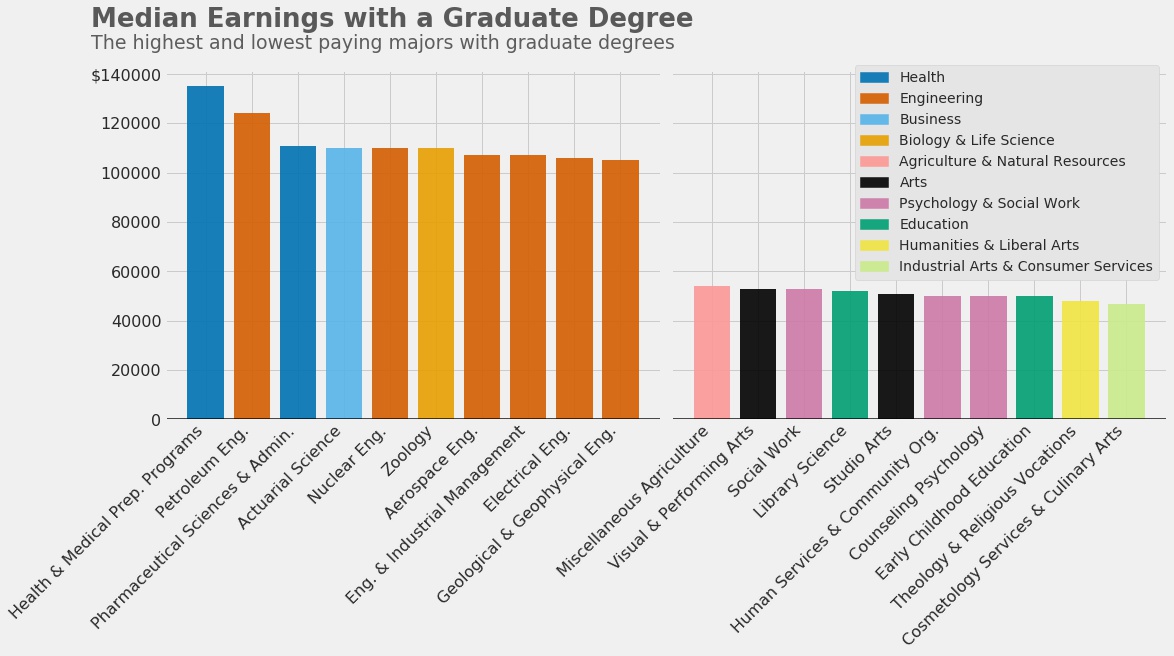 Median Earnings with a Graduate Degree
The highest and lowest paying majors with graduate degrees
$140000
120000
100000
80000
60000
40000
20000
0
Health & Medical Prep. Programs
Petroleum Eng.
Pharmaceutical Sciences & Admin.
Actuarial Science
Nuclear Eng.
Zoology
Aerospace Eng.
Eng. & Industrial Management
Electrical Eng.
Geological & Geophysical Eng.
Health
Engineering
Business
Biology & Life Science
Agriculture & Natural Resources
Arts
Psychology & Social Work
Education
Humanities & Liberal Arts
Industrial Arts & Consumer Services
Miscellaneous Agriculture
Visual & Performing Arts
Social Work
Library Science
Studio Arts
Human Services & Community Org.
Counseling Psychology
Early Childhood Education
Theology & Religious Vocations
Cosmetology Services & Culinary Arts